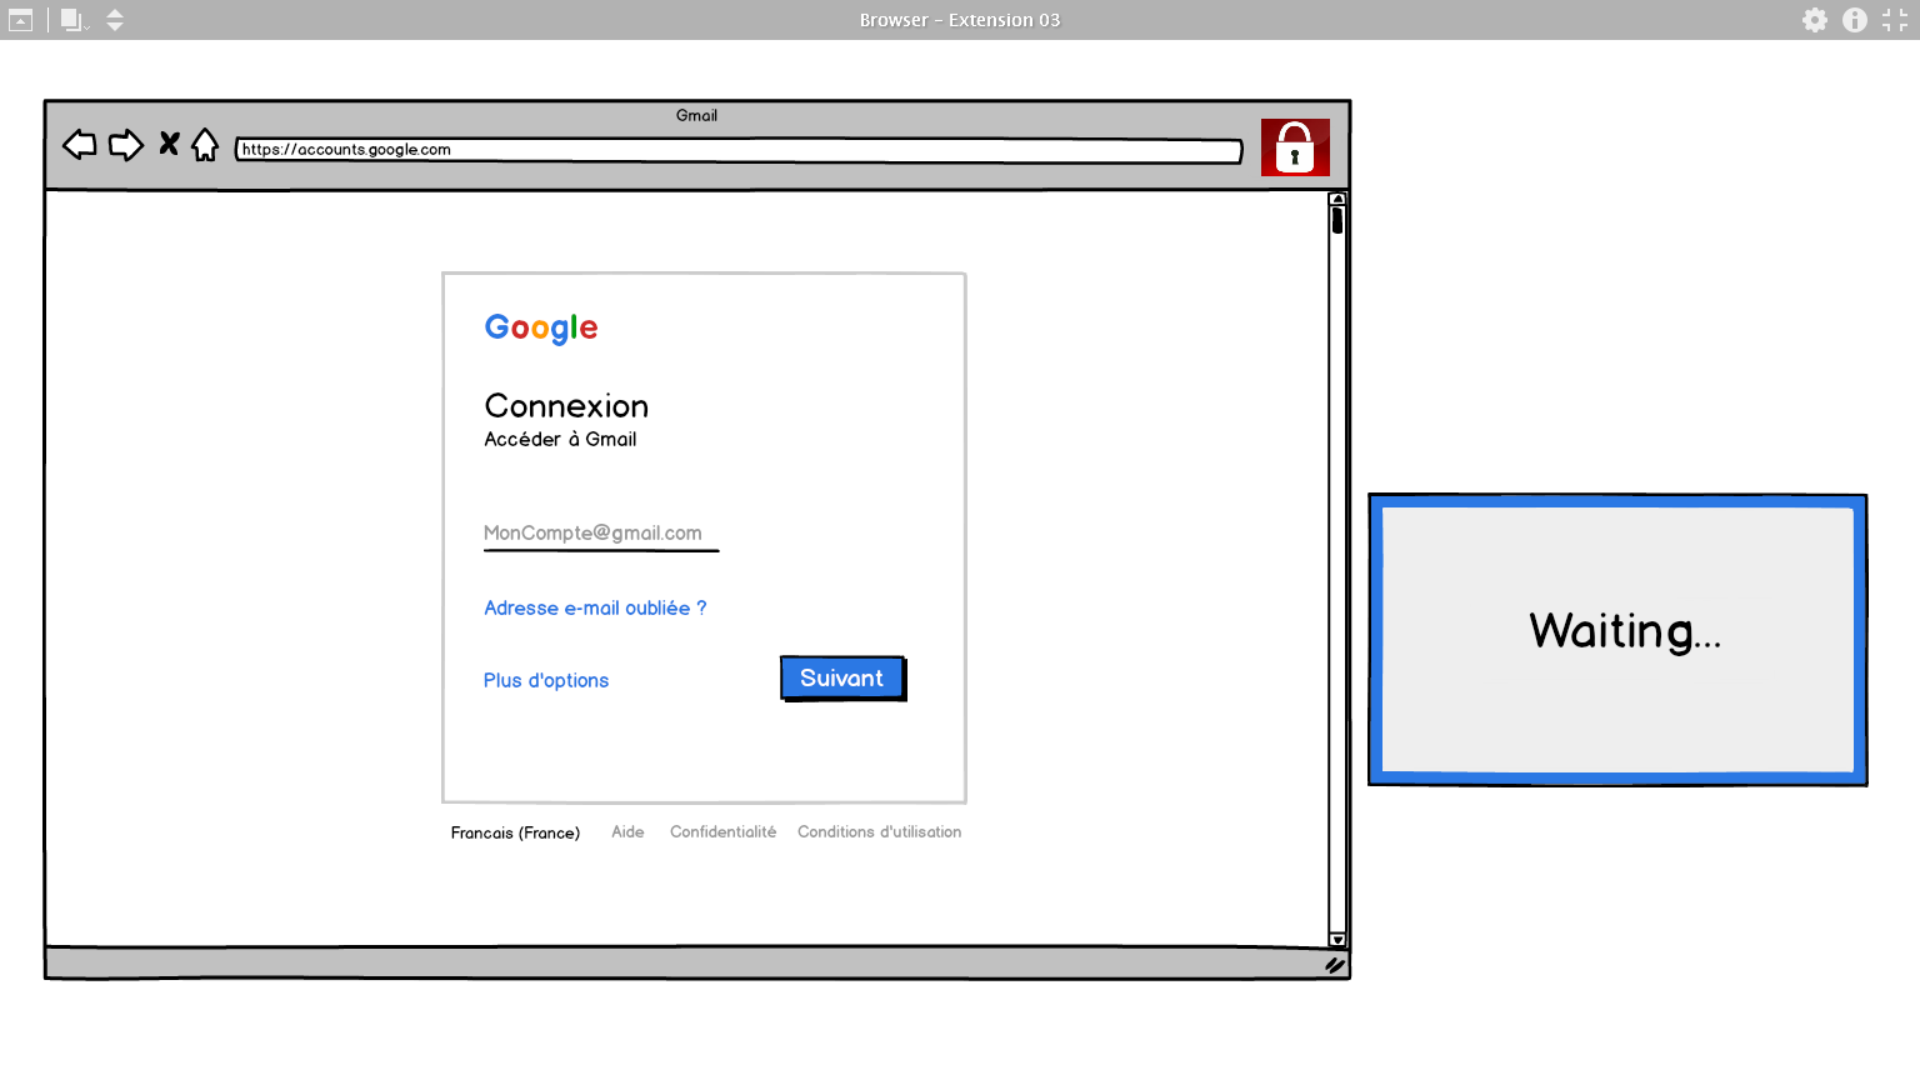 Browser – Extension 03
Gmail
https://accounts.google.com
Google
Connexion
Accéder à Gmail
MonCompte@gmail.com
Adresse e-mail oubliée ?
Plus d'options
Suivant
Waiting...
Francais (France) Aide Confidentialité Conditions d'utilisation